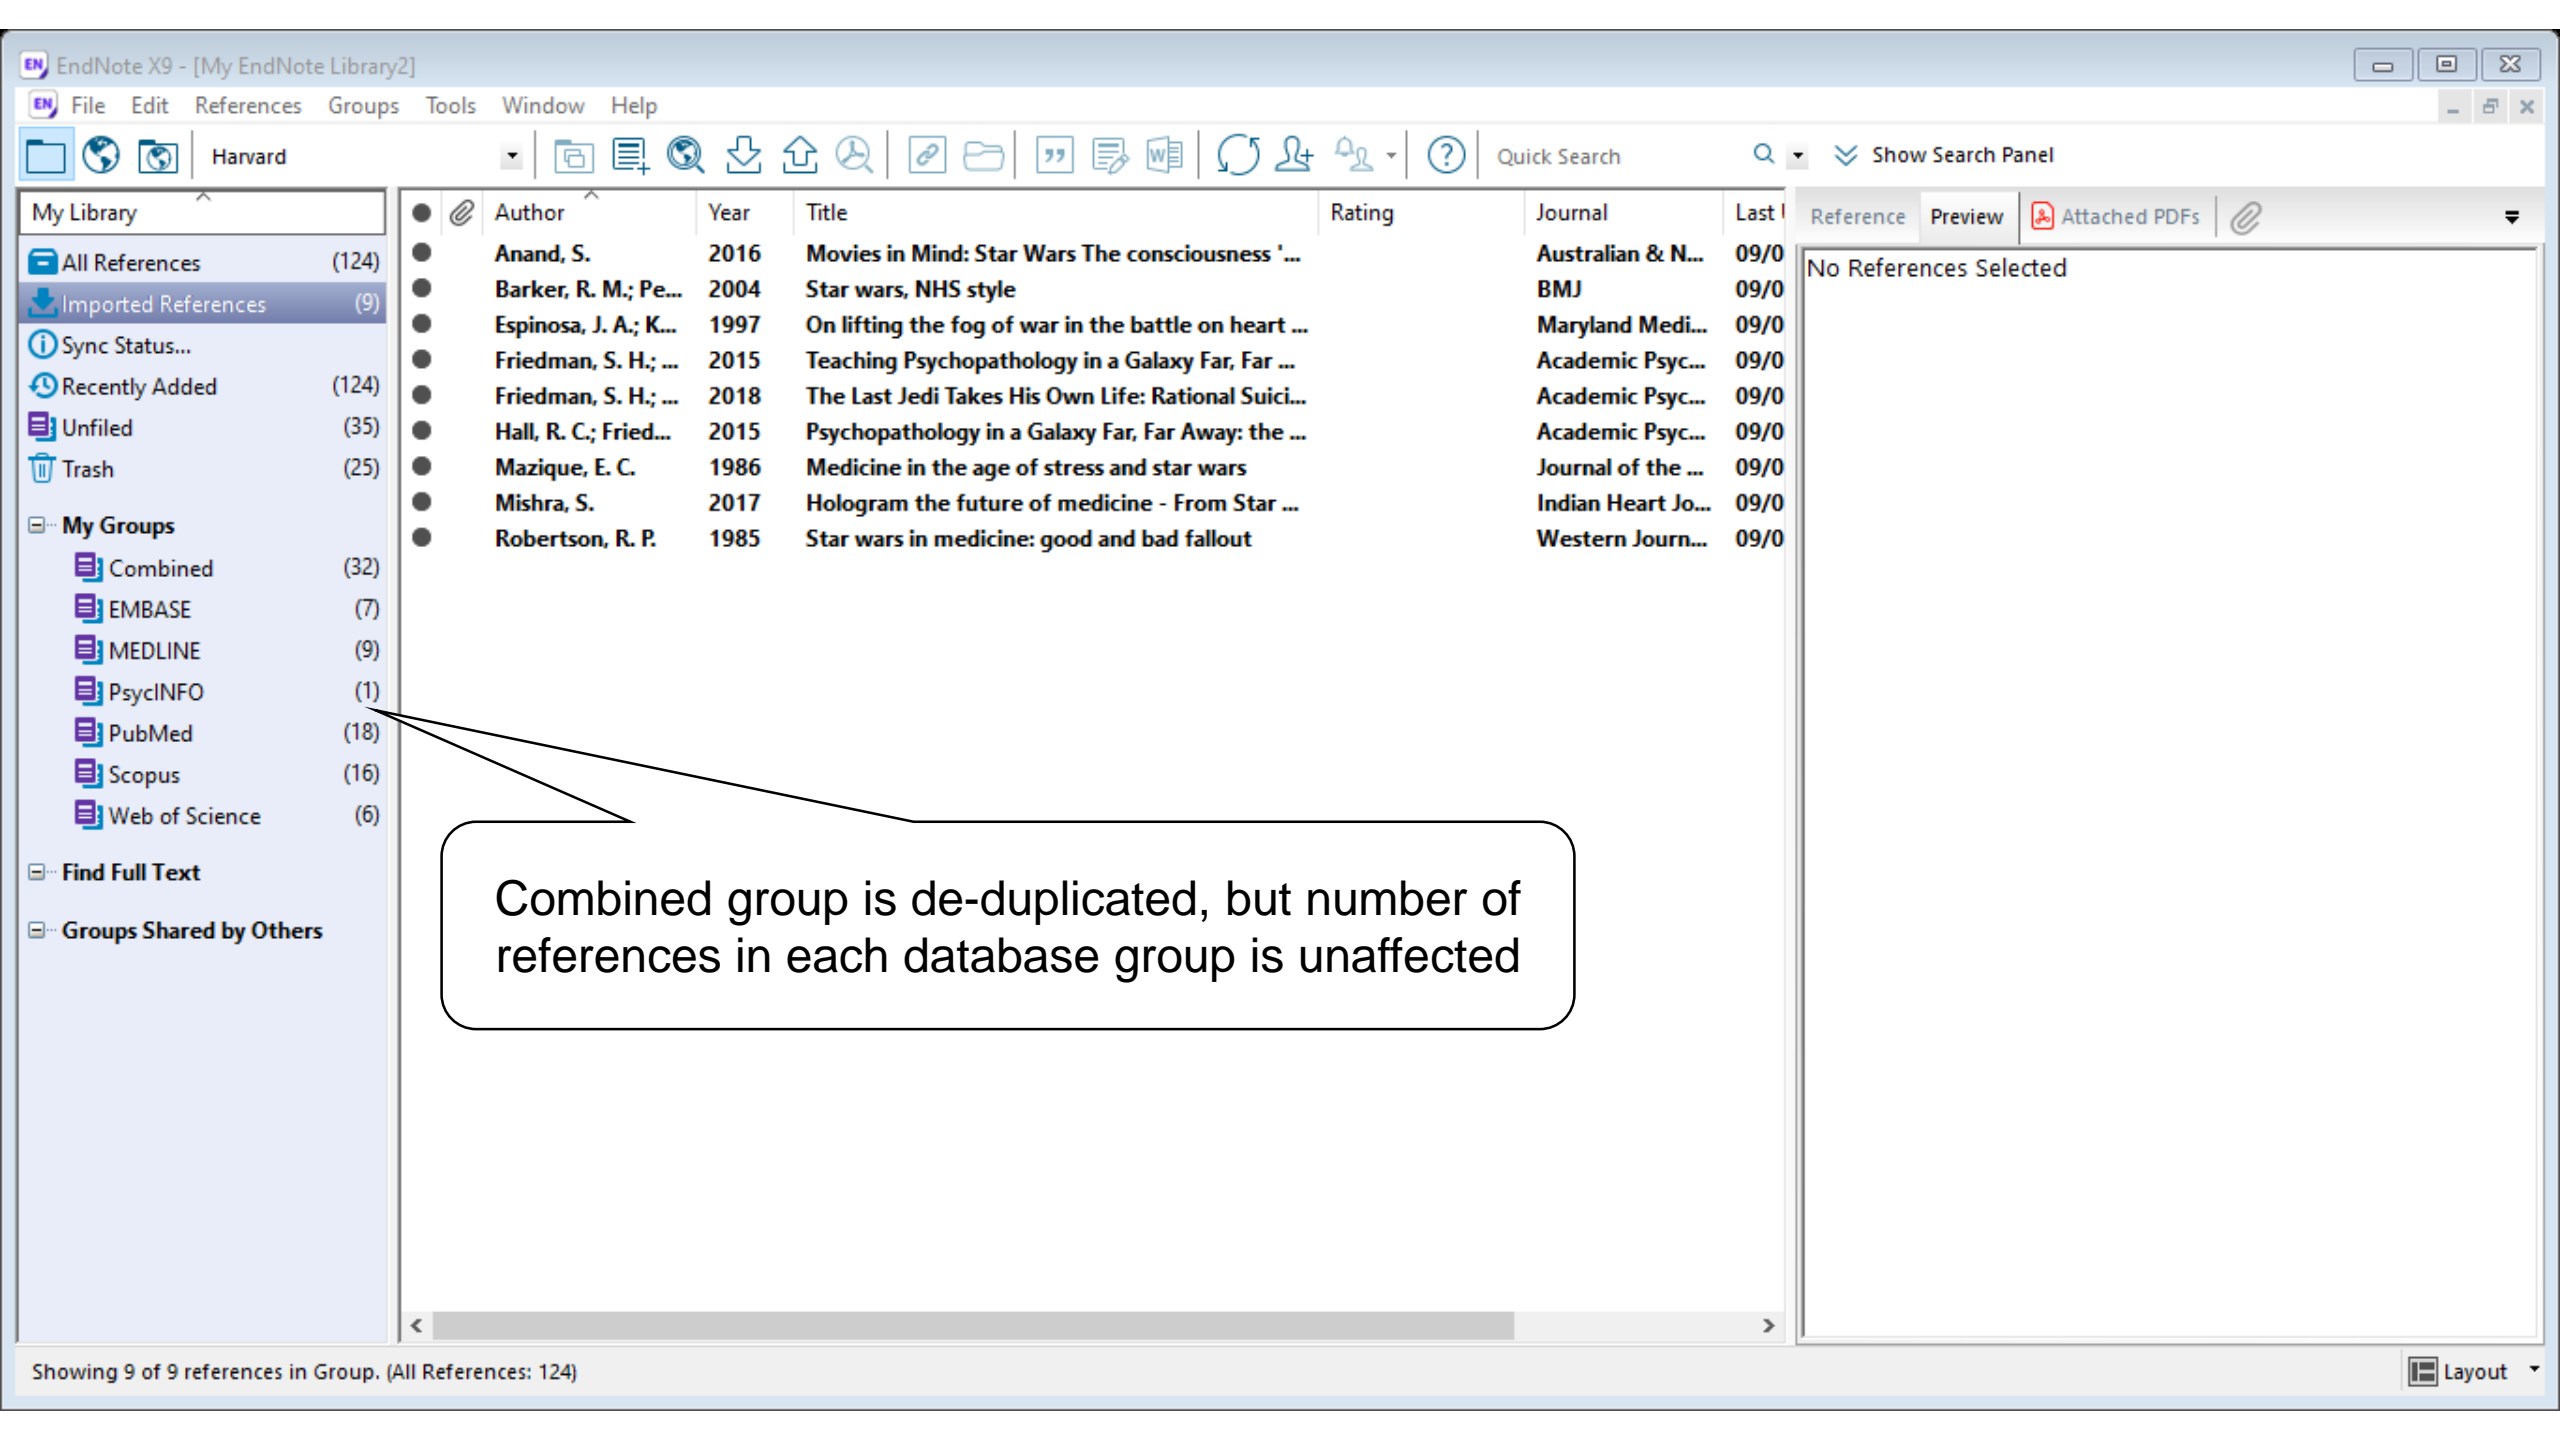 EndNote X9 - [My EndNote Library2]
File Edit References Groups Tools Window Help
Harvard
Quick Search
Show Search Panel
My Library
All References (124)
Imported References (9)
Sync Status...
Recently Added (124)
Unfiled (35)
Trash (25)
My Groups
Combined (32)
EMBASE (7)
MEDLINE (9)
PsycINFO (1)
PubMed (18)
Scopus (16)
Web of Science (6)
Find Full Text
Groups Shared by Others
Author Year Title Rating Journal Last
Anand, S. 2016 Movies in Mind: Star Wars The consciousness '... Australian & N... 09/0
Barker, R. M.; Pe... 2004 Star wars, NHS style BMJ 09/0
Espinosa, J. A.; K... 1997 On lifting the fog of war in the battle on heart ... Maryland Medi... 09/0
Friedman, S. H.; ... 2015 Teaching Psychopathology in a Galaxy Far, Far ... Academic Psyc... 09/0
Friedman, S. H.; ... 2018 The Last Jedi Takes His Own Life: Rational Suici... Academic Psyc... 09/0
Hall, R. C.; Fried... 2015 Psychopathology in a Galaxy Far, Far Away: the ... Academic Psyc... 09/0
Mazique, E. C. 1986 Medicine in the age of stress and star wars Journal of the ... 09/0
Mishra, S. 2017 Hologram the future of medicine - From Star ... Indian Heart Jo... 09/0
Robertson, R. P. 1985 Star wars in medicine: good and bad fallout Western Journ... 09/0
Reference Preview Attached PDFs
No References Selected
Combined group is de-duplicated, but number of
references in each database group is unaffected
Showing 9 of 9 references in Group. (All References: 124)
Layout